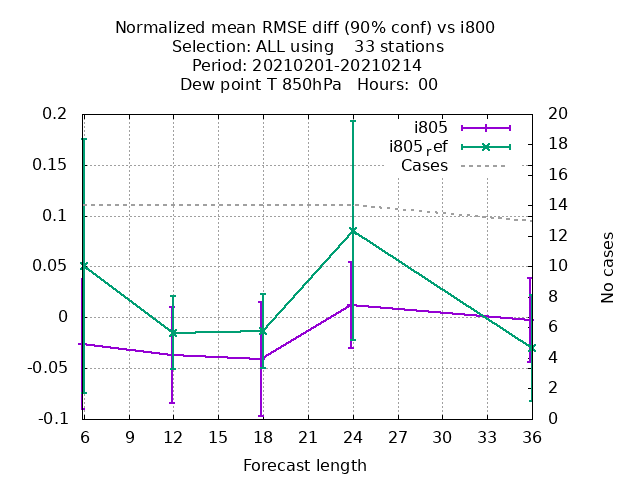 Normalized mean RMSE diff (90% conf) vs i800
Selection: ALL using    33 stations
Period: 20210201-20210214
Dew point T 850hPa   Hours:  00
0.2
0.15
0.1
0.05
0
-0.05
-0.1
20
18
16
14
12
10
8
6
4
2
0
i805
i805ref
Cases
No cases
6 9 12 15 18 21 24 27 30 33 36
Forecast length